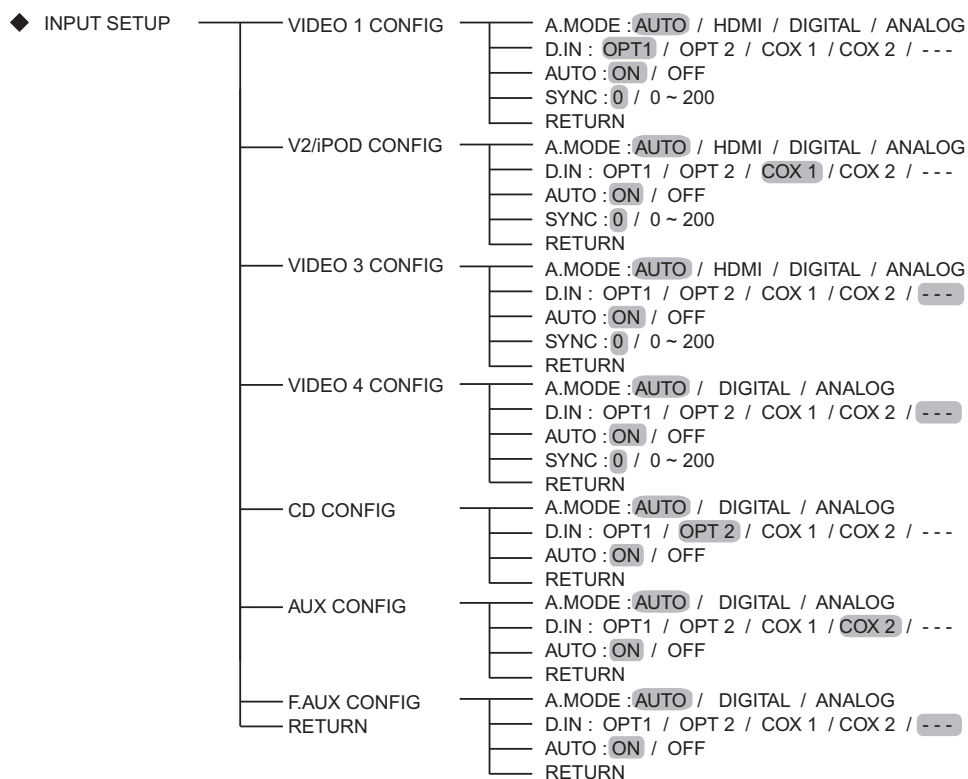 ◆ INPUT SETUP
VIDEO 1 CONFIG
A.MODE : AUTO / HDMI / DIGITAL / ANALOG
D.IN : OPT1 / OPT 2 / COX 1 / COX 2 / - - -
AUTO : ON / OFF
SYNC : 0 / 0 ~ 200
RETURN
V2/iPOD CONFIG
A.MODE : AUTO / HDMI / DIGITAL / ANALOG
D.IN : OPT1 / OPT 2 / COX 1 / COX 2 / - - -
AUTO : ON / OFF
SYNC : 0 / 0 ~ 200
RETURN
VIDEO 3 CONFIG
A.MODE : AUTO / HDMI / DIGITAL / ANALOG
D.IN : OPT1 / OPT 2 / COX 1 / COX 2 / - - -
AUTO : ON / OFF
SYNC : 0 / 0 ~ 200
RETURN
VIDEO 4 CONFIG
A.MODE : AUTO / DIGITAL / ANALOG
D.IN : OPT1 / OPT 2 / COX 1 / COX 2 / - - -
AUTO : ON / OFF
SYNC : 0 / 0 ~ 200
RETURN
CD CONFIG
A.MODE : AUTO / DIGITAL / ANALOG
D.IN : OPT1 / OPT 2 / COX 1 / COX 2 / - - -
AUTO : ON / OFF
RETURN
AUX CONFIG
A.MODE : AUTO / DIGITAL / ANALOG
D.IN : OPT1 / OPT 2 / COX 1 / COX 2 / - - -
AUTO : ON / OFF
RETURN
F.AUX CONFIG
A.MODE : AUTO / DIGITAL / ANALOG
D.IN : OPT1 / OPT 2 / COX 1 / COX 2 / - - -
AUTO : ON / OFF
RETURN
RETURN